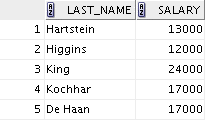 LAST_NAME SALARY
1 Hartstein 13000
2 Higgins 12000
3 King 24000
4 Kochhar 17000
5 De Haan 17000